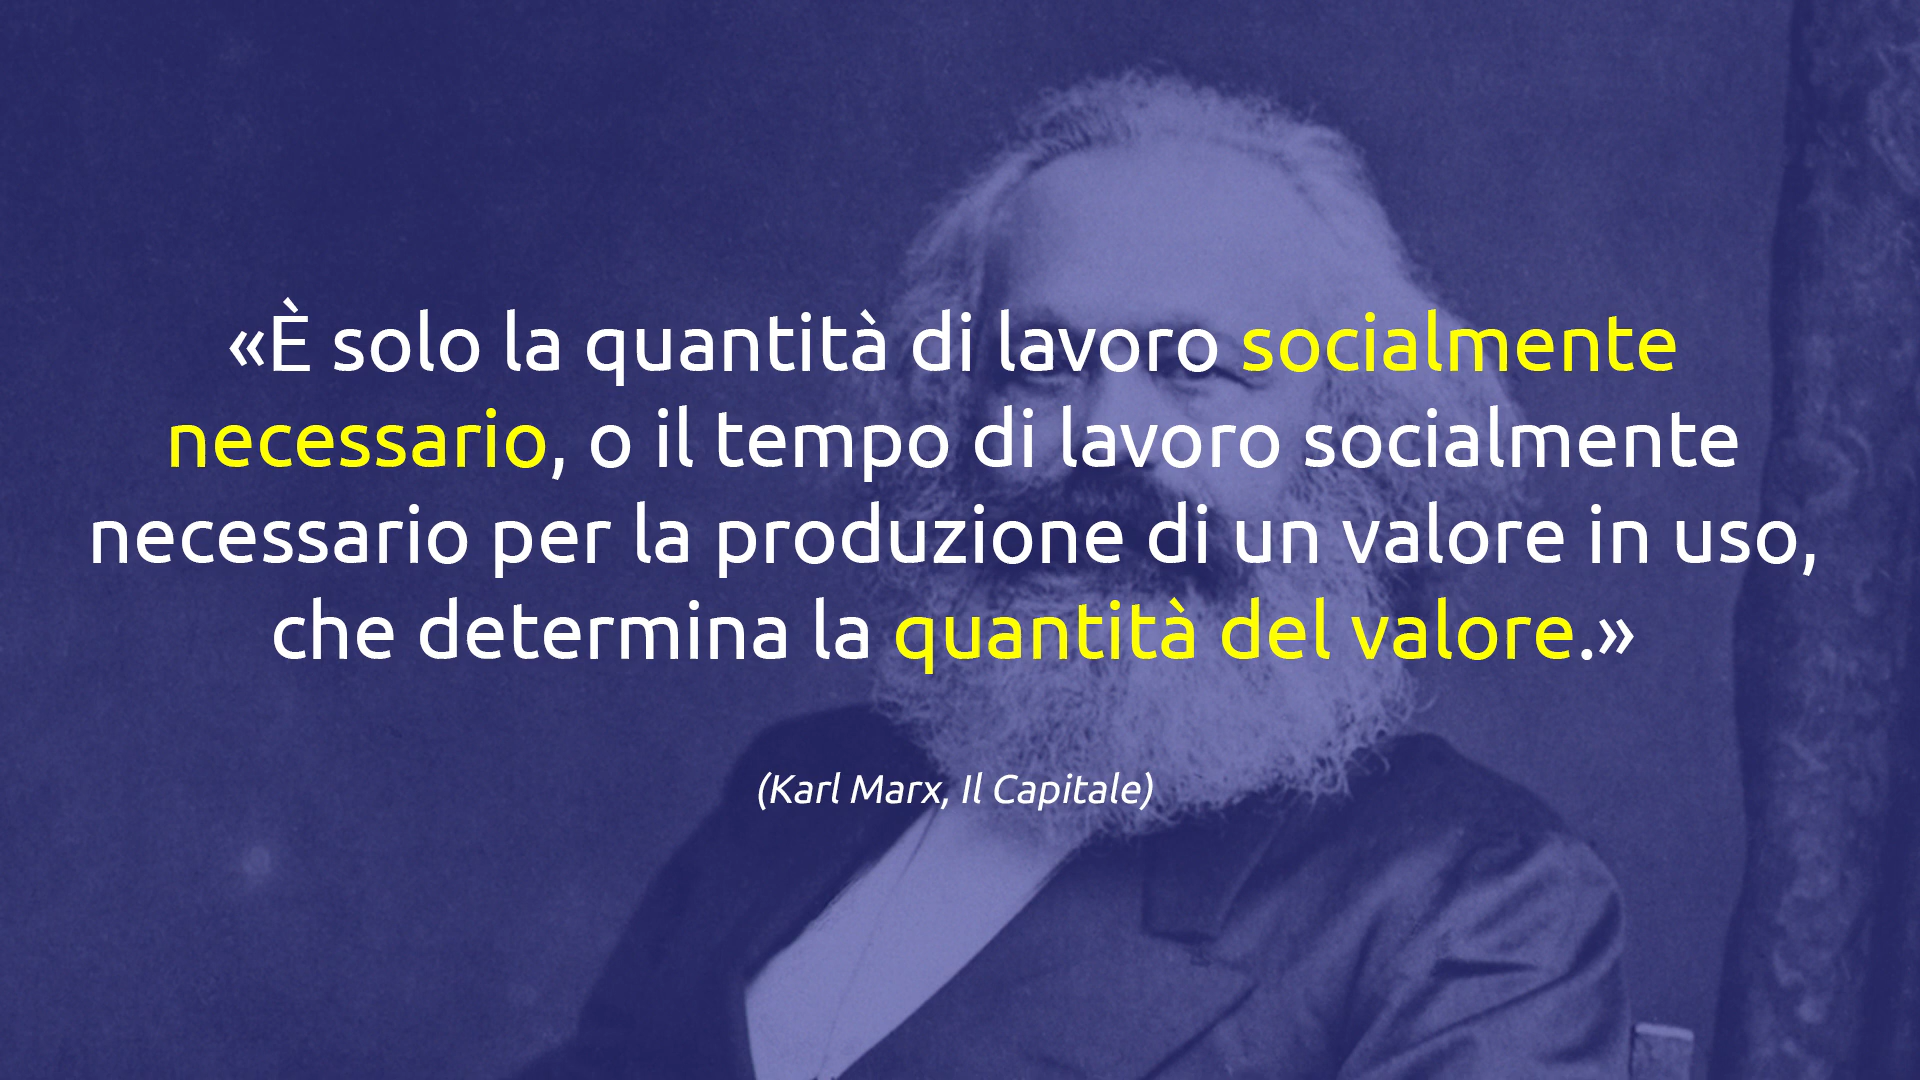 «È solo la quantità di lavoro socialmente
necessario, o il tempo di lavoro socialmente
necessario per la produzione di un valore in uso,
che determina la quantità del valore.»
(Karl Marx, Il Capitale)